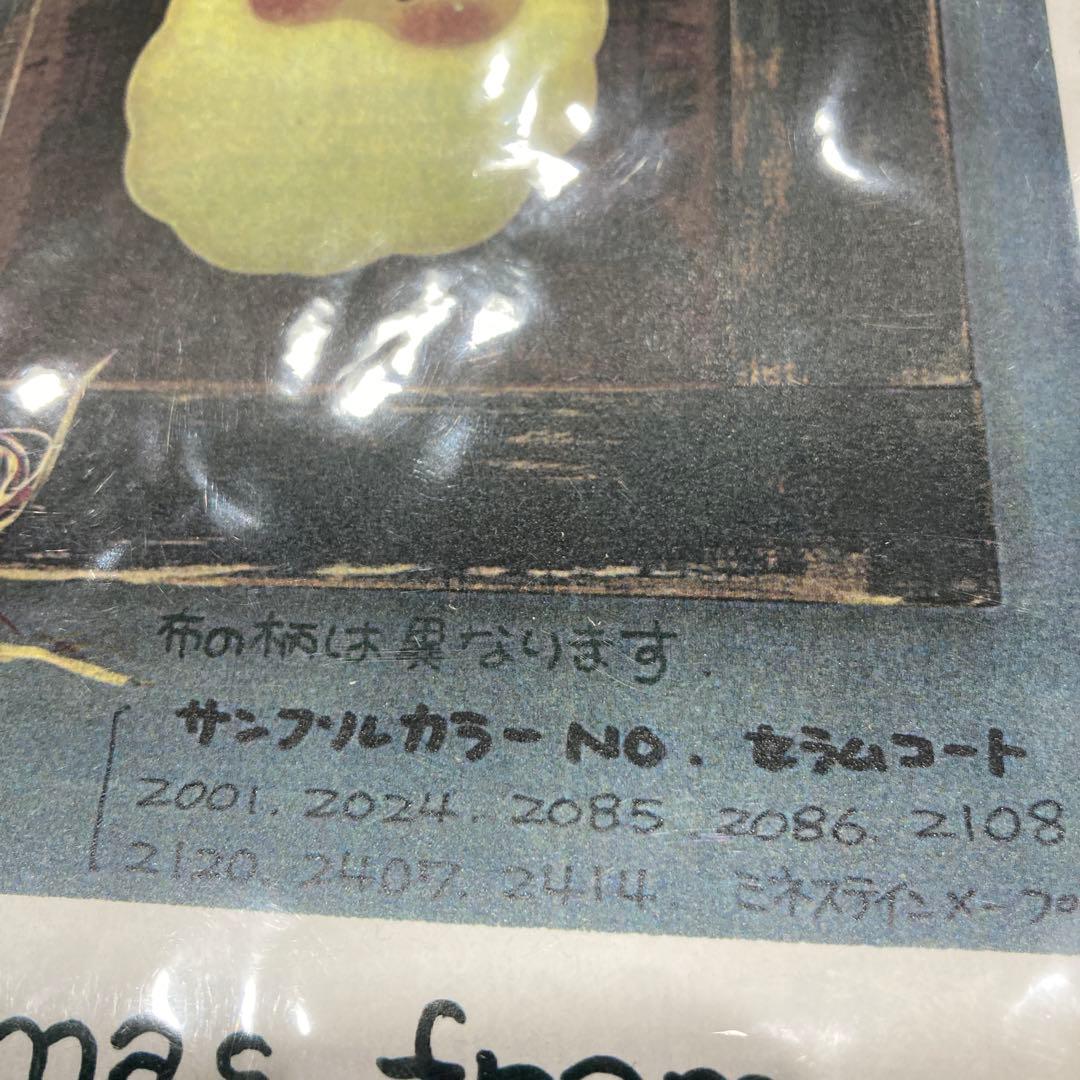 布の柄は異なります.
サンプルカラーNO. セラムコート
2001. 2024. 2085 2086. 2108
2120. 2407. 2414 ミネステインメープ
mas from